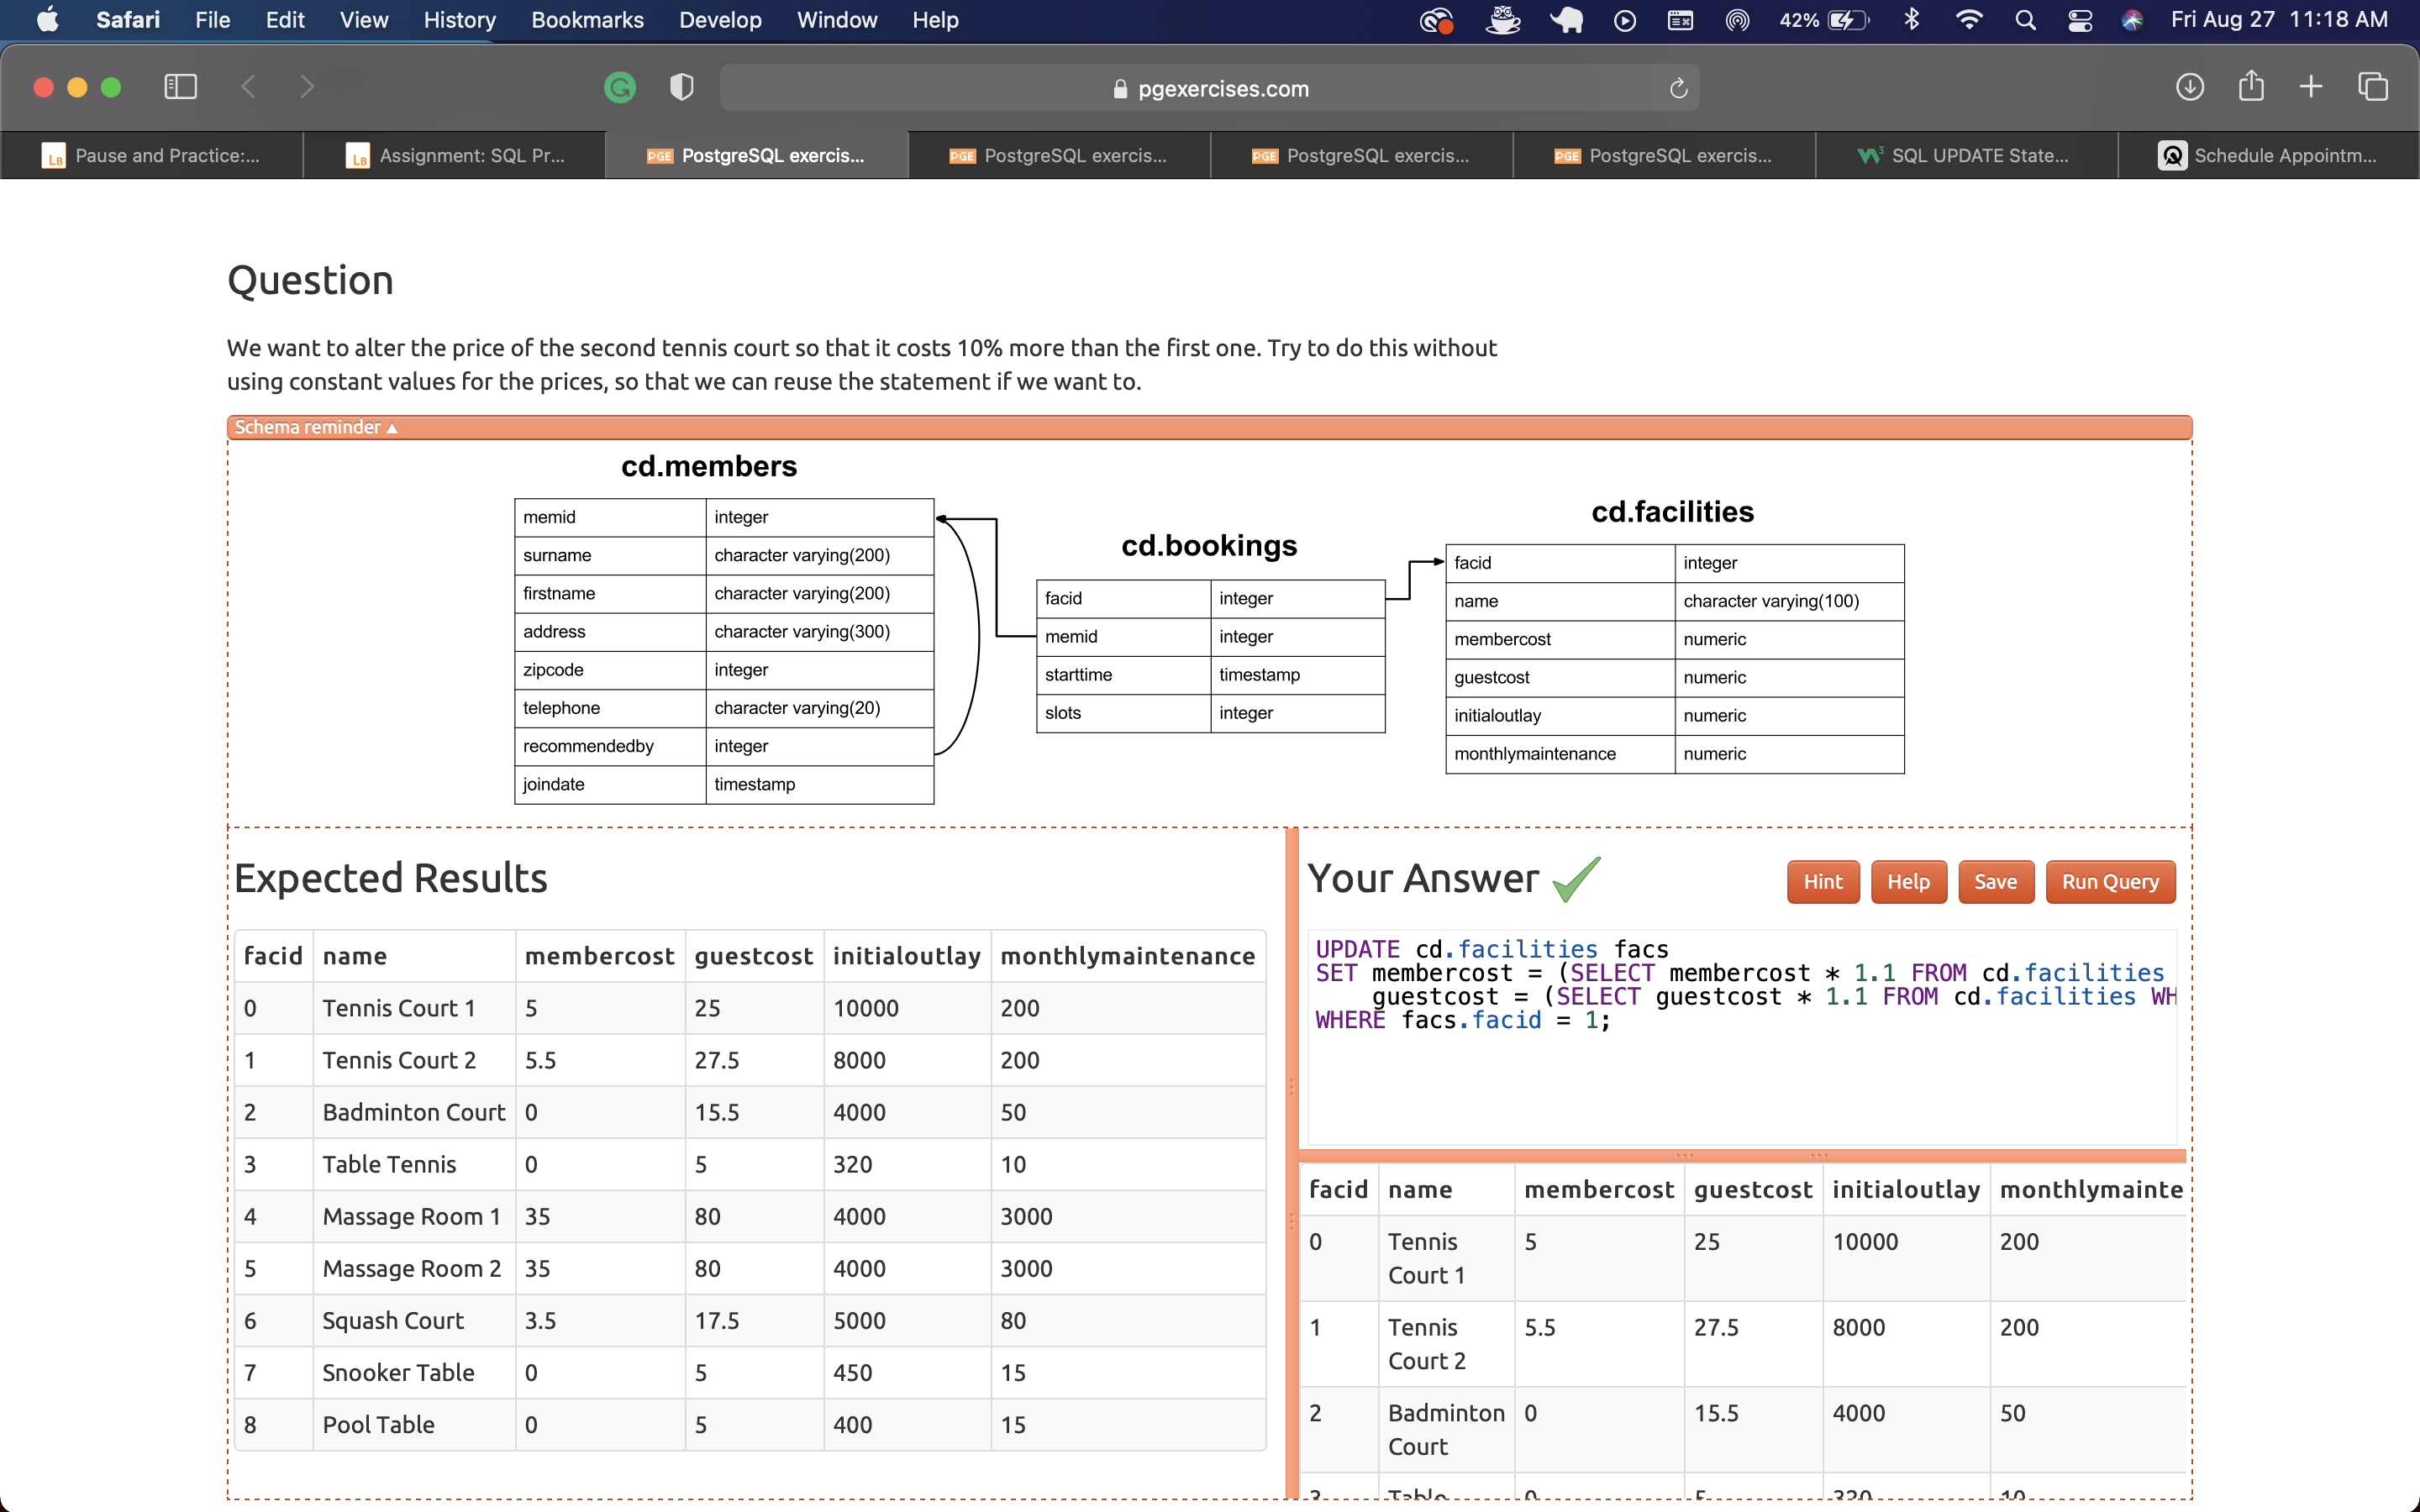 Safari File Edit View History Bookmarks Develop Window Help 42% Fri Aug 27 11:18 AM
pgexercises.com
LB Pause and Practice:... LB Assignment: SQL Pr... PGE PostgreSQL exercis... PGE PostgreSQL exercis... PGE PostgreSQL exercis... PGE PostgreSQL exercis... SQL UPDATE State... Schedule Appointm...
Question
We want to alter the price of the second tennis court so that it costs 10% more than the first one. Try to do this without
using constant values for the prices, so that we can reuse the statement if we want to.
Schema reminder ▲
cd.members
memid integer
surname character varying(200)
firstname character varying(200)
address character varying(300)
zipcode integer
telephone character varying(20)
recommendedby integer
joindate timestamp
cd.bookings
facid integer
memid integer
starttime timestamp
slots integer
cd.facilities
facid integer
name character varying(100)
membercost numeric
guestcost numeric
initialoutlay numeric
monthlymaintenance numeric
Expected Results
facid name membercost guestcost initialoutlay monthlymaintenance
0 Tennis Court 1 5 25 10000 200
1 Tennis Court 2 5.5 27.5 8000 200
2 Badminton Court 0 15.5 4000 50
3 Table Tennis 0 5 320 10
4 Massage Room 1 35 80 4000 3000
5 Massage Room 2 35 80 4000 3000
6 Squash Court 3.5 17.5 5000 80
7 Snooker Table 0 5 450 15
8 Pool Table 0 5 400 15
Your Answer Hint Help Save Run Query
UPDATE cd.facilities facs
SET membercost = (SELECT membercost * 1.1 FROM cd.facilities
guestcost = (SELECT guestcost * 1.1 FROM cd.facilities WH
WHERE facs.facid = 1;
facid name membercost guestcost initialoutlay monthlymainte
0 Tennis Court 1 5 25 10000 200
1 Tennis Court 2 5.5 27.5 8000 200
2 Badminton Court 0 15.5 4000 50
3 Table 0 5 320 10